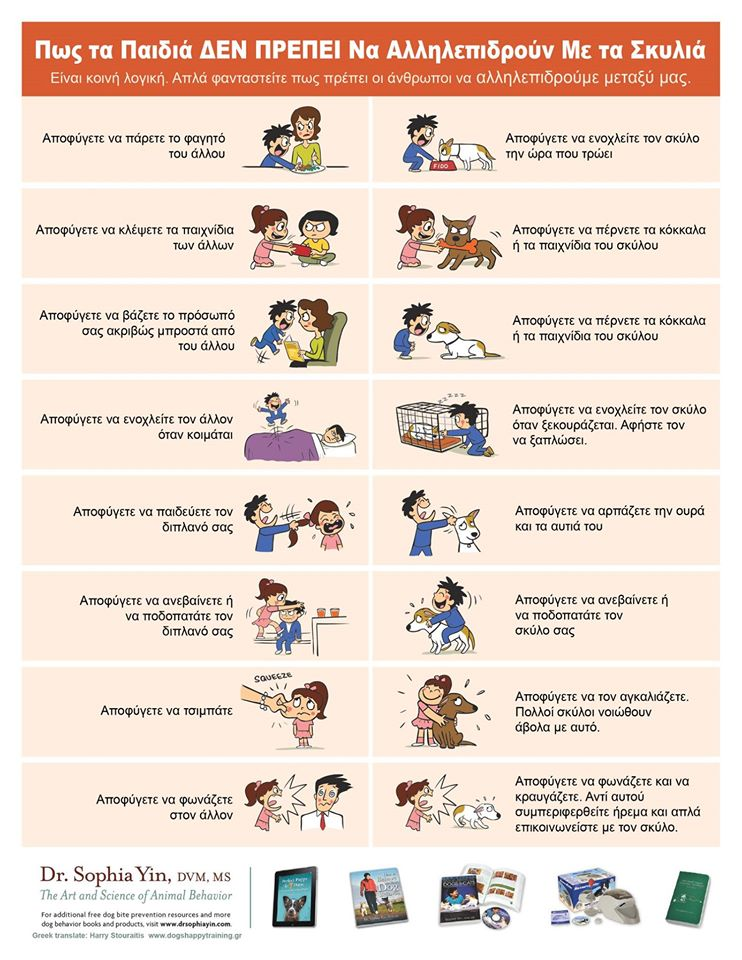 Πως τα Παιδιά ΔΕΝ ΠΡΕΠΕΙ Να Αλληλεπιδρούν Με τα Σκυλιά
Είναι κοινή λογική. Απλά φανταστείτε πως πρέπει οι άνθρωποι να αλληλεπιδρούμε μεταξύ μας.
Αποφύγετε να πάρετε το φαγητό
του άλλου
FIDO
Αποφύγετε να ενοχλείτε τον σκύλο
την ώρα που τρώει
Αποφύγετε να κλέψετε τα παιχνίδια
των άλλων
Αποφύγετε να πέρνετε τα κόκκαλα
ή τα παιχνίδια του σκύλου
Αποφύγετε να βάζετε το πρόσωπό
σας ακριβώς μπροστά από
του άλλου
Αποφύγετε να πέρνετε τα κόκκαλα
ή τα παιχνίδια του σκύλου
Αποφύγετε να ενοχλείτε τον άλλον
όταν κοιμάται
zzzz
Αποφύγετε να ενοχλείτε τον σκύλο
όταν ξεκουράζεται. Αφήστε τον
να ξαπλώσει.
Αποφύγετε να παιδεύετε τον
διπλανό σας
Αποφύγετε να αρπάζετε την ουρά
και τα αυτιά του
Αποφύγετε να ανεβαίνετε ή
να ποδοπατάτε τον
διπλανό σας
Αποφύγετε να ανεβαίνετε ή
να ποδοπατάτε τον
σκύλο σας
Αποφύγετε να τσιμπάτε
SQUEEZE
Αποφύγετε να τον αγκαλιάζετε.
Πολλοί σκύλοι νοιώθουν
άβολα με αυτό.
Αποφύγετε να φωνάζετε
στον άλλον
Αποφύγετε να φωνάζετε και να
κραυγάζετε. Αντί αυτού
συμπεριφερθείτε ήρεμα και απλά
επικοινωνείστε με τον σκύλο.
Dr. Sophia Yin, DVM, MS
The Art and Science of Animal Behavior
For additional free dog bite prevention resources and more
dog behavior books and products, visit www.drsophiayin.com.
Greek translate: Harry Stouraitis www.dogshappytraining.gr